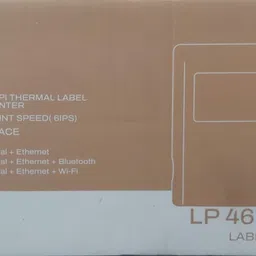 PI THERMAL LABEL
NTER
NT SPEED( 6IPS)
ACE
al + Ethernet
al + Ethernet + Bluetooth
al + Ethernet + Wi-Fi
LP 46
LABE